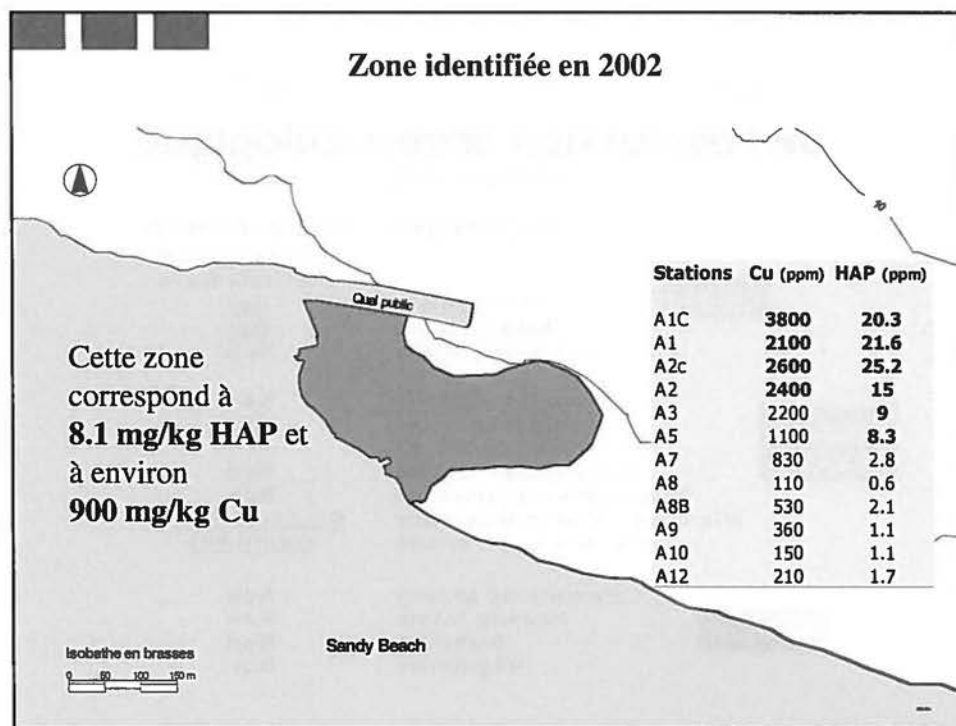 Zone identifiée en 2002
10
Quai public
Cette zone
correspond à
8.1 mg/kg HAP et
à environ
900 mg/kg Cu
Stations Cu (ppm) HAP (ppm)
A1C 3800 20.3
A1 2100 21.6
A2c 2600 25.2
A2 2400 15
A3 2200 9
A5 1100 8.3
A7 830 2.8
A8 110 0.6
A8B 530 2.1
A9 360 1.1
A10 150 1.1
A12 210 1.7
Sandy Beach
Isobathe en brasses
0 50 100 150 m